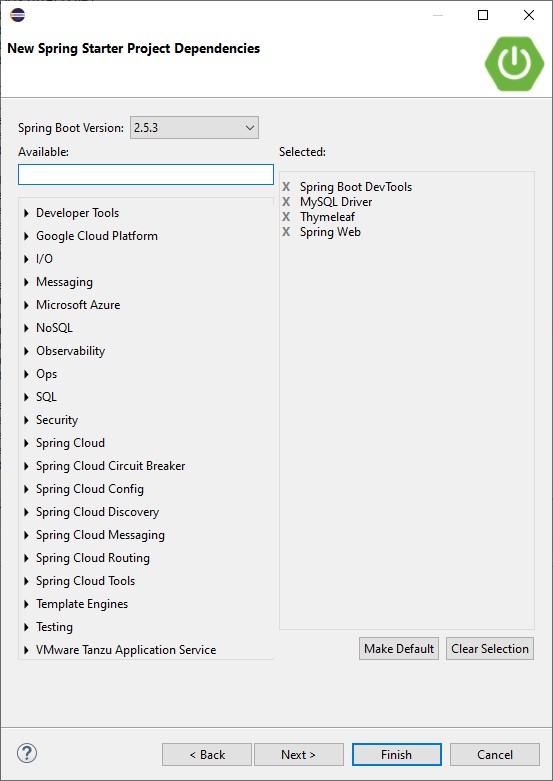 New Spring Starter Project Dependencies
Spring Boot Version: 2.5.3
Available:
Selected:
X Spring Boot DevTools
X MySQL Driver
X Thymeleaf
X Spring Web
Developer Tools
Google Cloud Platform
I/O
Messaging
Microsoft Azure
NoSQL
Observability
Ops
SQL
Security
Spring Cloud
Spring Cloud Circuit Breaker
Spring Cloud Config
Spring Cloud Discovery
Spring Cloud Messaging
Spring Cloud Routing
Spring Cloud Tools
Template Engines
Testing
VMware Tanzu Application Service
Make Default
Clear Selection
?
< Back
Next >
Finish
Cancel